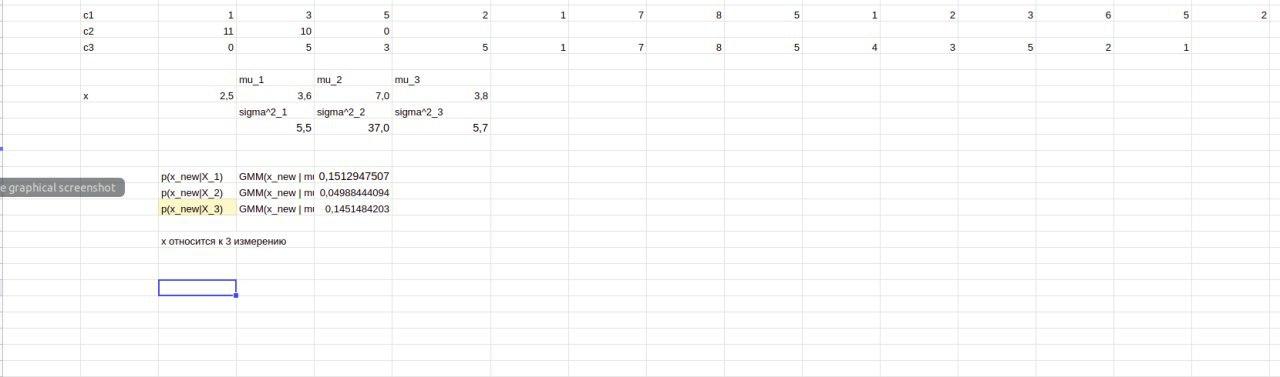 c1 1 3 5 2 1 7 8 5 1 2 3 6 5 2
c2 11 10 0
c3 0 5 3 5 1 7 8 5 4 3 5 2 1
mu_1 mu_2 mu_3
x 2,5 3,6 7,0 3,8
sigma^2_1 sigma^2_2 sigma^2_3
5,5 37,0 5,7
p(x_new|X_1) GMM(x_new | mu 0,1512947507
e graphical screenshot
p(x_new|X_2) GMM(x_new | mu 0,04988444094
p(x_new|X_3) GMM(x_new | mu 0,1451484203
х относится к 3 измерению